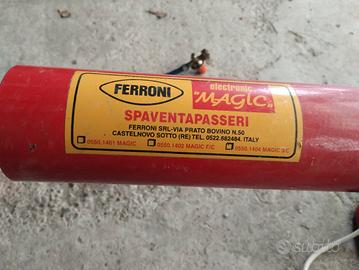 FERRONI
electronic
"MAGIC"
SPAVENTAPASSERI
FERRONI SRL-VIA PRATO BOVINO N.50
CASTELNOVO SOTTO (RE) TEL.0522.682484. ITALY
0550.1401 MAGIC 0550.1402 MAGIC F/C 0550.1404 MAGIC 3/C
subito